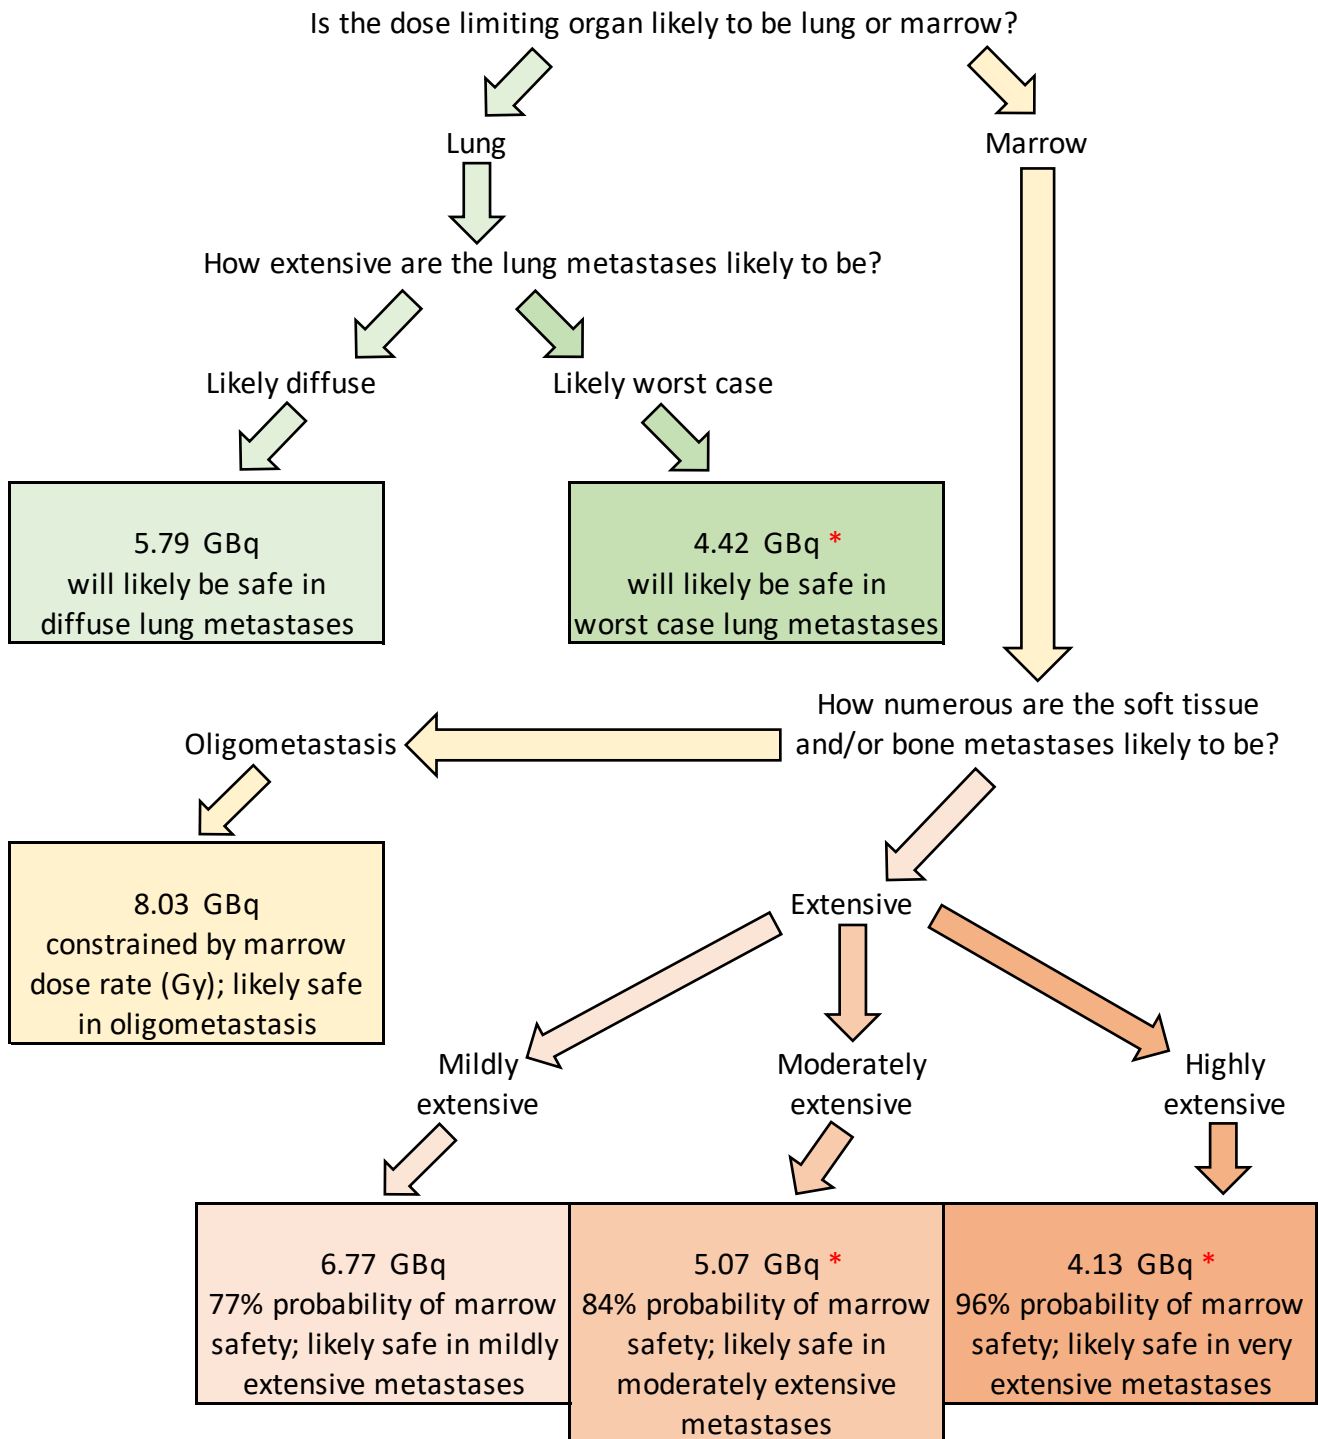 Is the dose limiting organ likely to be lung or marrow?
Lung
Marrow
How extensive are the lung metastases likely to be?
Likely diffuse
Likely worst case
5.79 GBq
will likely be safe in
diffuse lung metastases
4.42 GBq *
will likely be safe in
worst case lung metastases
How numerous are the soft tissue
and/or bone metastases likely to be?
Oligometastasis
8.03 GBq
constrained by marrow
dose rate (Gy); likely safe
in oligometastasis
Extensive
Mildly
extensive
Moderately
extensive
Highly
extensive
6.77 GBq
77% probability of marrow
safety; likely safe in mildly
extensive metastases
5.07 GBq *
84% probability of marrow
safety; likely safe in
moderately extensive
metastases
4.13 GBq *
96% probability of marrow
safety; likely safe in very
extensive metastases